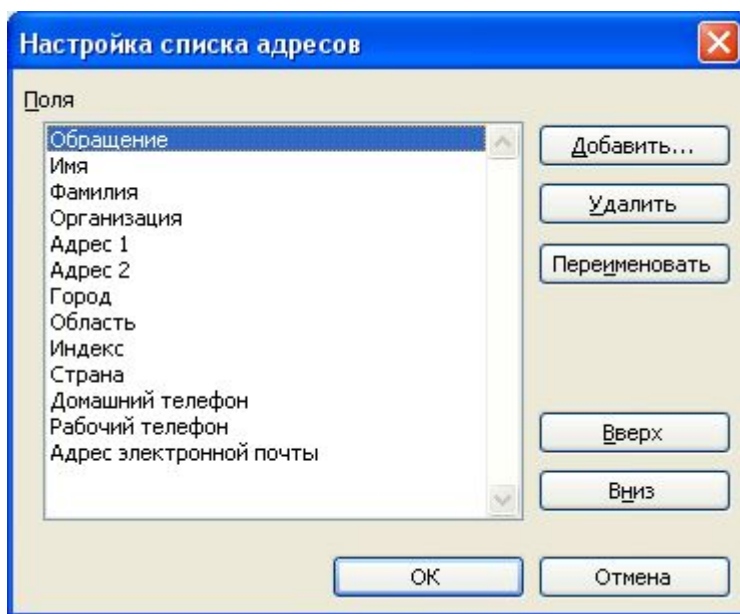 Настройка списка адресов
Поля
Обращение
Имя
Фамилия
Организация
Адрес 1
Адрес 2
Город
Область
Индекс
Страна
Домашний телефон
Рабочий телефон
Адрес электронной почты
Добавить...
Удалить
Переименовать
Вверх
Вниз
ОК
Отмена